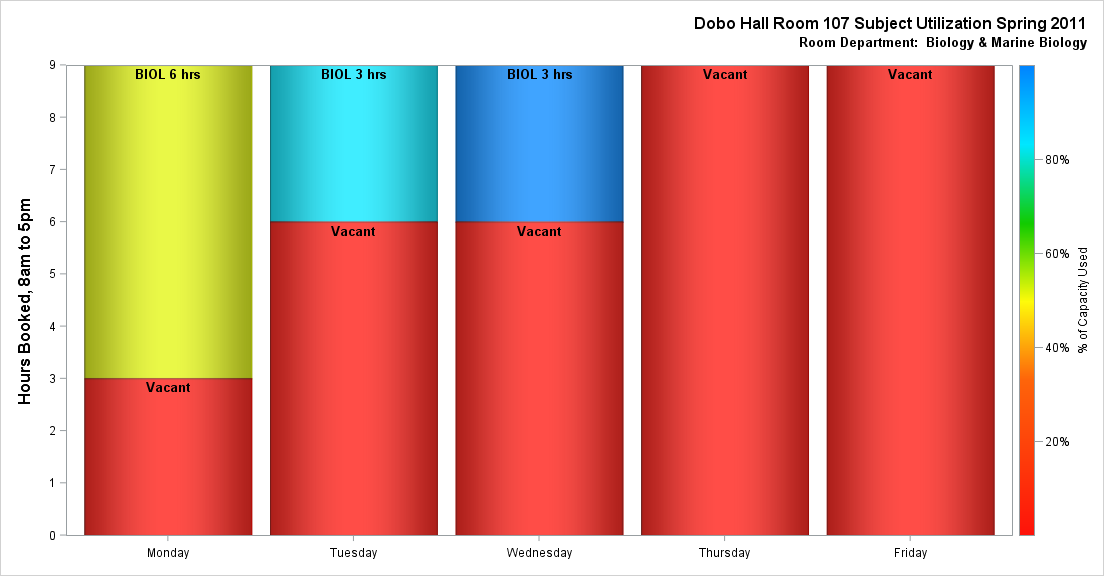 Dobo Hall Room 107 Subject Utilization Spring 2011
Room Department: Biology & Marine Biology
Hours Booked, 8am to 5pm
9
8
7
6
5
4
3
2
1
0
BIOL 6 hrs
Vacant
BIOL 3 hrs
Vacant
BIOL 3 hrs
Vacant
Vacant
Vacant
Monday
Tuesday
Wednesday
Thursday
Friday
80%
60%
40%
20%
% of Capacity Used